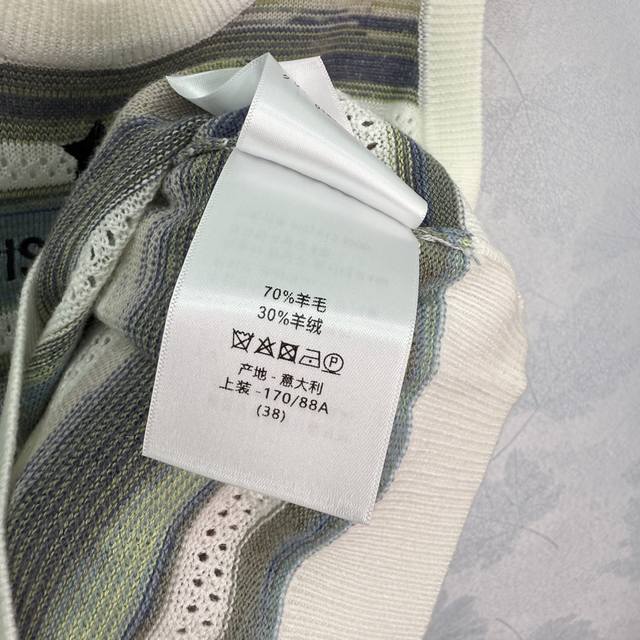 70%羊毛
30%羊绒
P
产地 - 意大利
上装 -170/88A
(38)